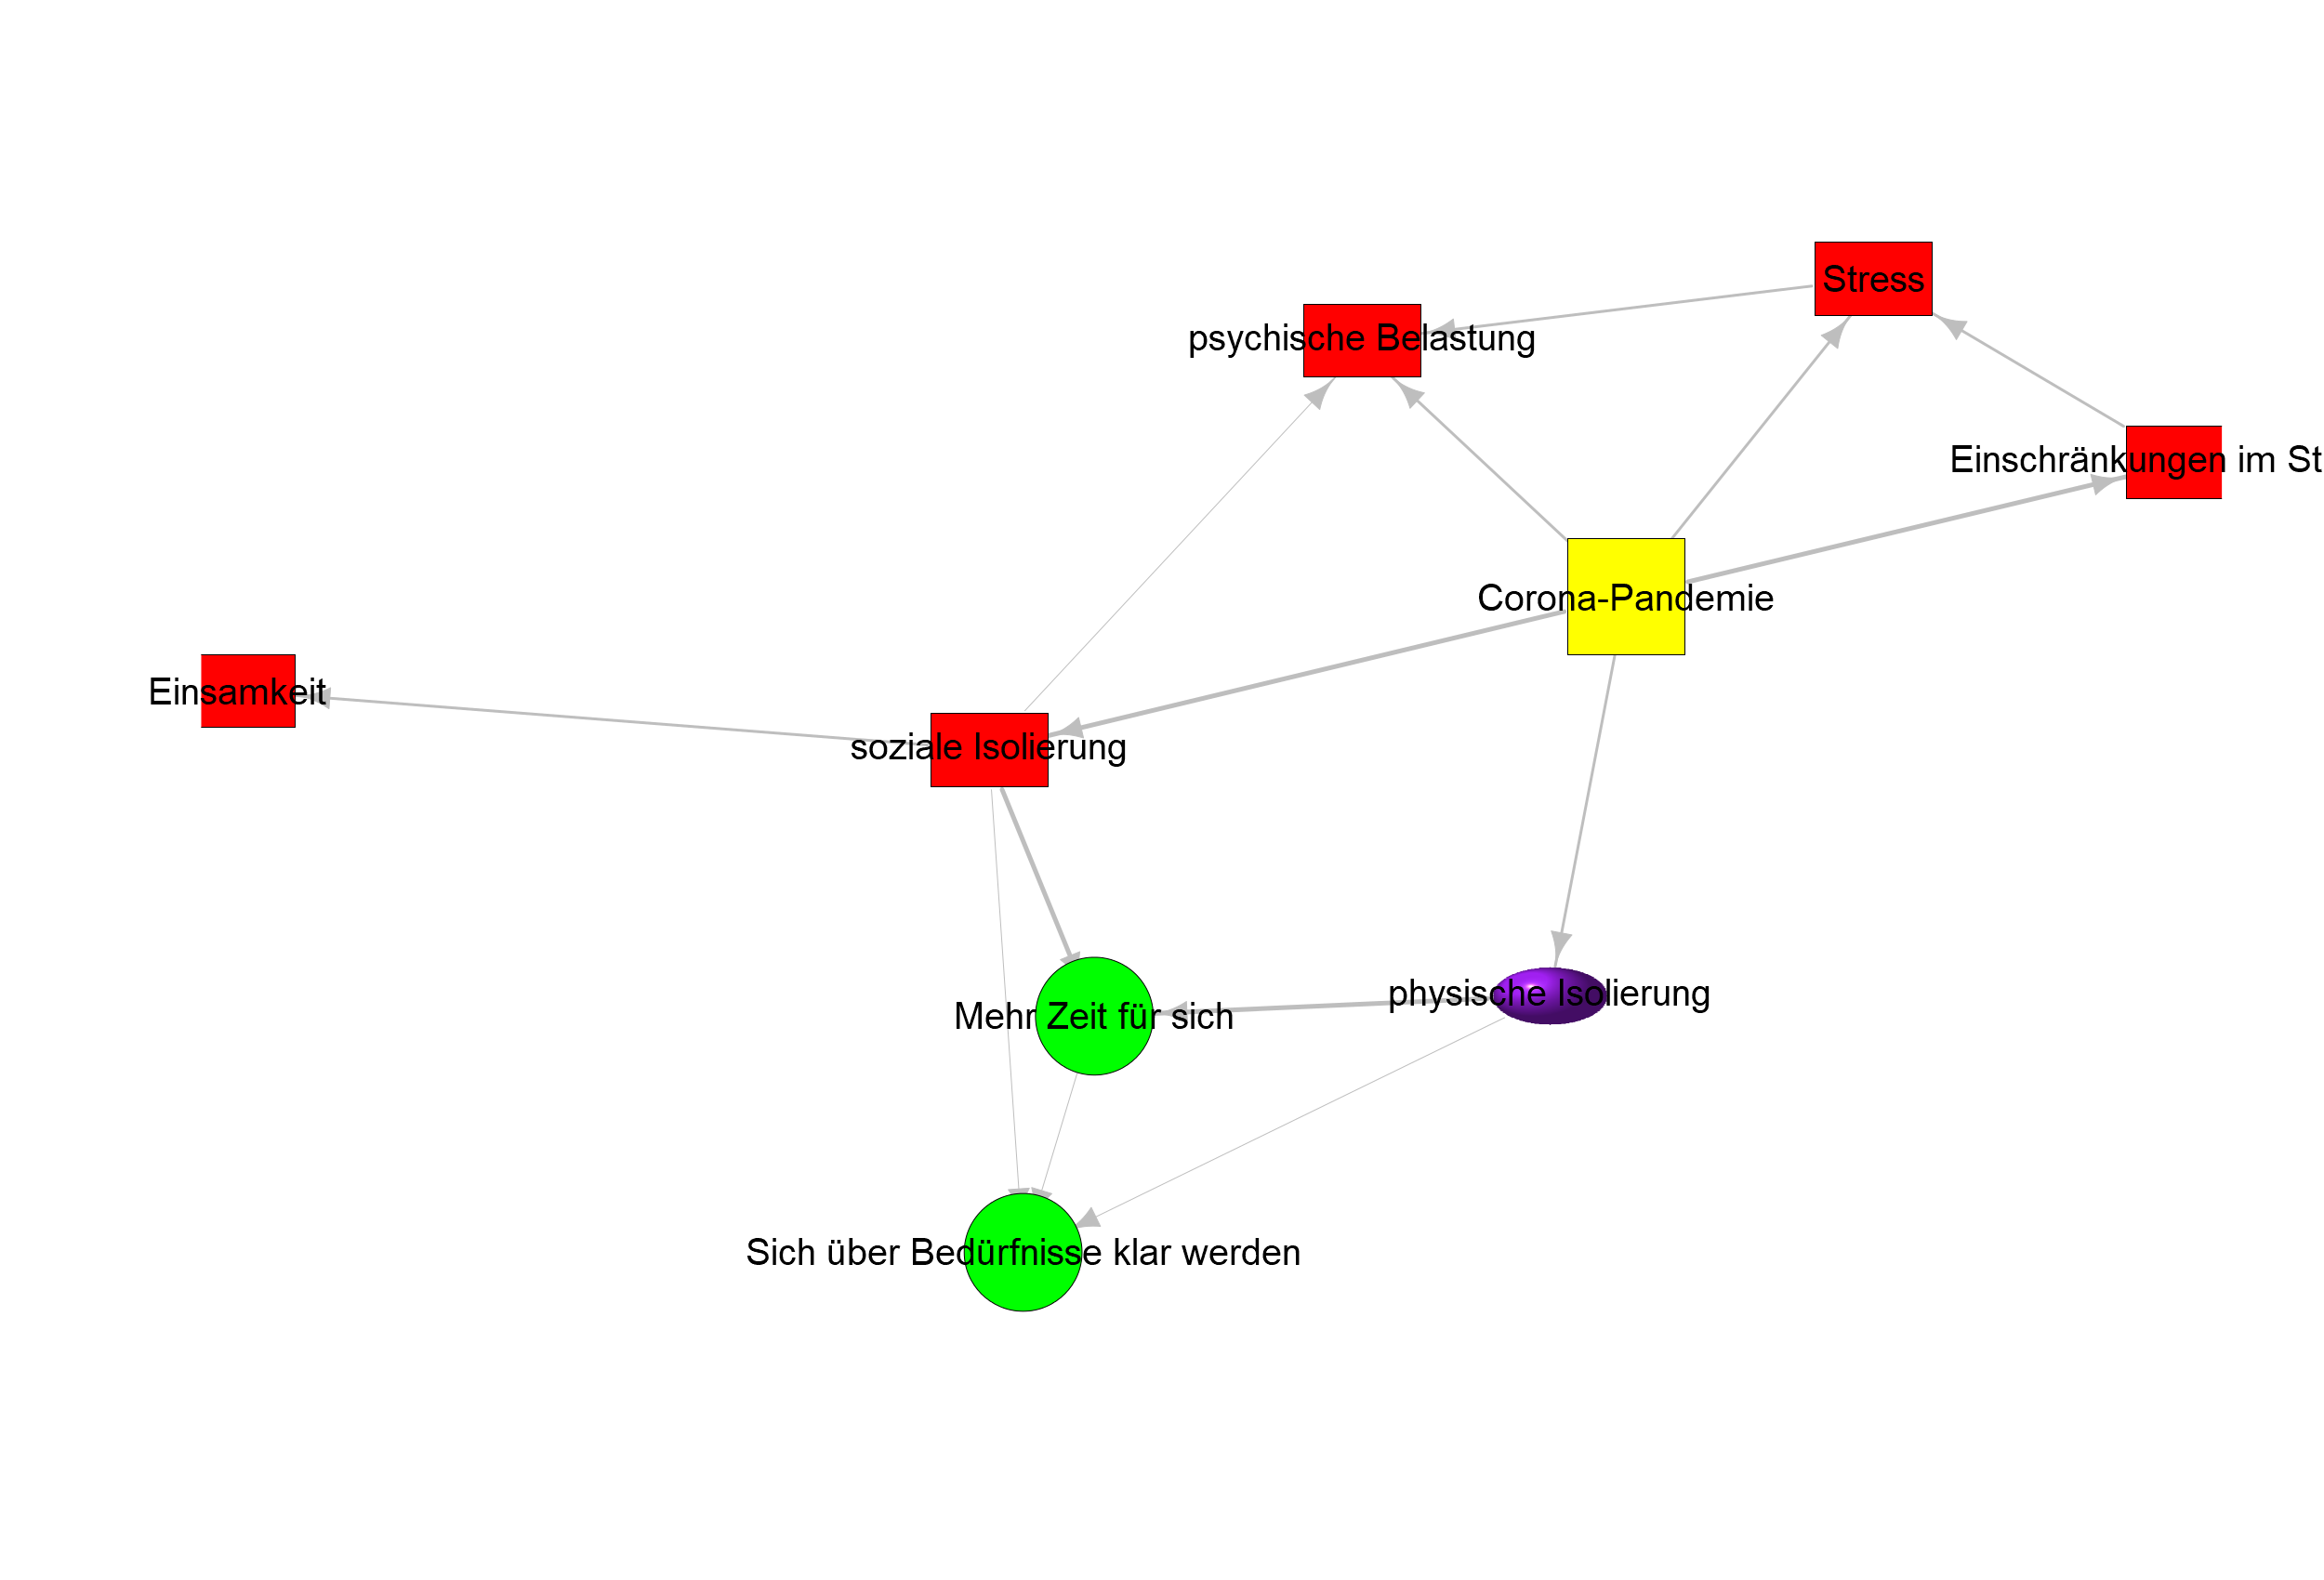 Stress
psychische Belastung
Einschränkungen im St
Corona-Pandemie
Einsamkeit
soziale Isolierung
physische Isolierung
Mehr Zeit für sich
Sich über Bedürfnisse klar werden